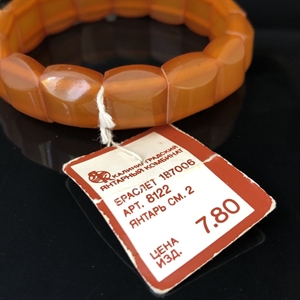 КАЛИНИНГРАДСКИЙ
ЯНТАРНЫЙ КОМБИНАТ
БРАСЛЕТ 187006
АРТ. 8122
ЯНТАРЬ СМ. 2
ЦЕНА 7.80
ИЗД.